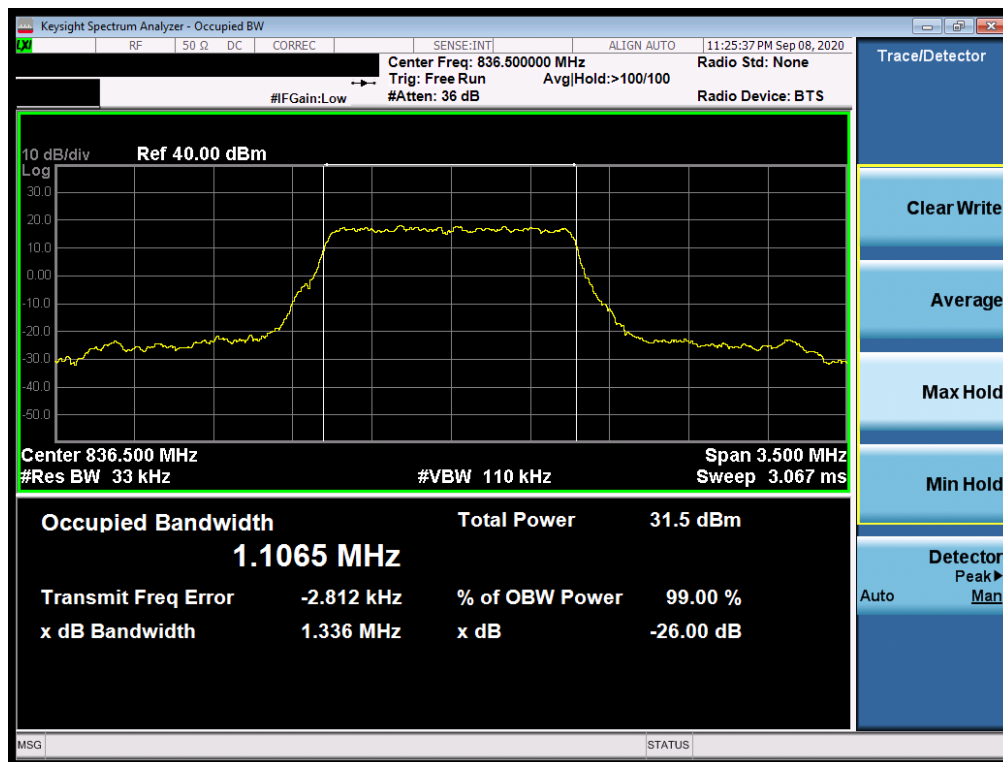 Keysight Spectrum Analyzer - Occupied BW
LXI RF 50 Ω DC CORREC SENSE:INT ALIGN AUTO 11:25:37 PM Sep 08, 2020
Center Freq: 836.500000 MHz Radio Std: None
Trig: Free Run Avg|Hold:>100/100
#IFGain:Low #Atten: 36 dB Radio Device: BTS
10 dB/div Ref 40.00 dBm
Log
30.0
20.0
10.0
0.00
-10.0
-20.0
-30.0
-40.0
-50.0
Center 836.500 MHz Span 3.500 MHz
#Res BW 33 kHz #VBW 110 kHz Sweep 3.067 ms
Occupied Bandwidth Total Power 31.5 dBm
1.1065 MHz
Transmit Freq Error -2.812 kHz % of OBW Power 99.00 %
x dB Bandwidth 1.336 MHz x dB -26.00 dB
MSG STATUS
Trace/Detector
Clear Write
Average
Max Hold
Min Hold
Detector
Peak▶
Auto Man